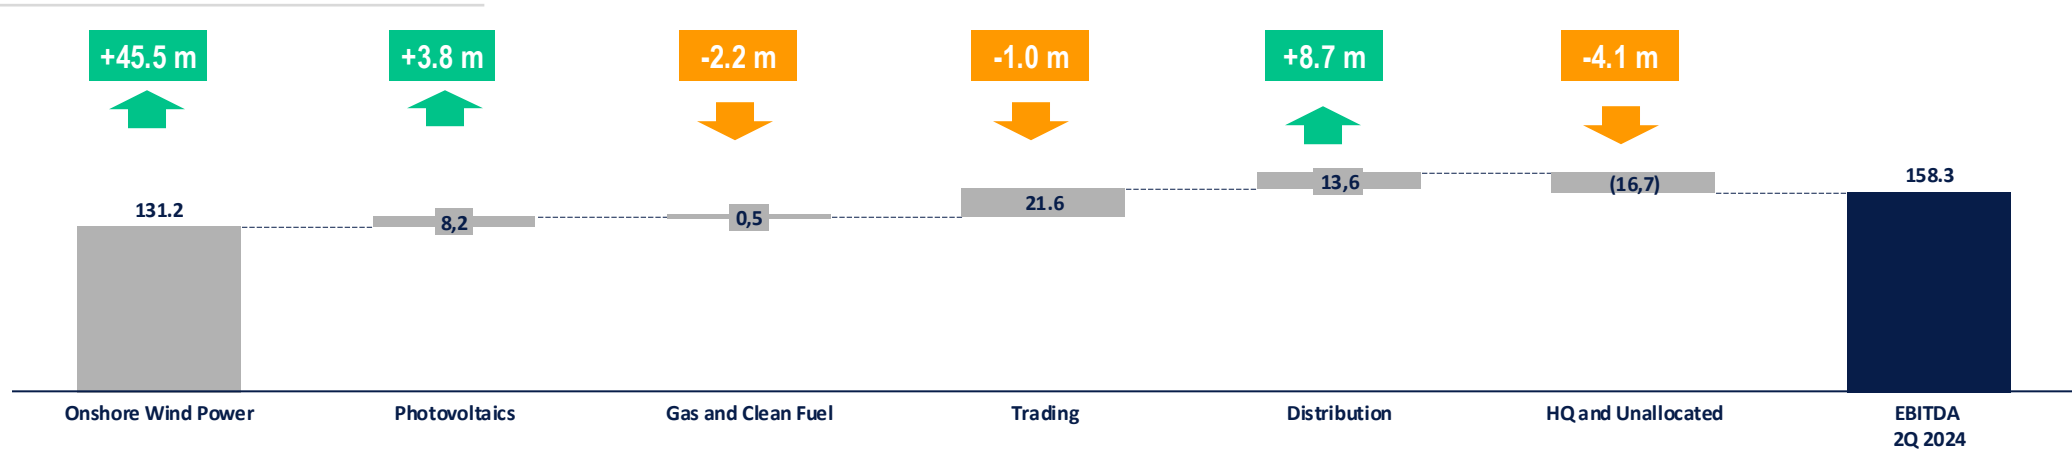 +45.5 m
+3.8 m
-2.2 m
-1.0 m
+8.7 m
-4.1 m
131.2
8,2
0,5
21.6
13,6
(16,7)
158.3
Onshore Wind Power
Photovoltaics
Gas and Clean Fuel
Trading
Distribution
HQ and Unallocated
EBITDA
2Q 2024